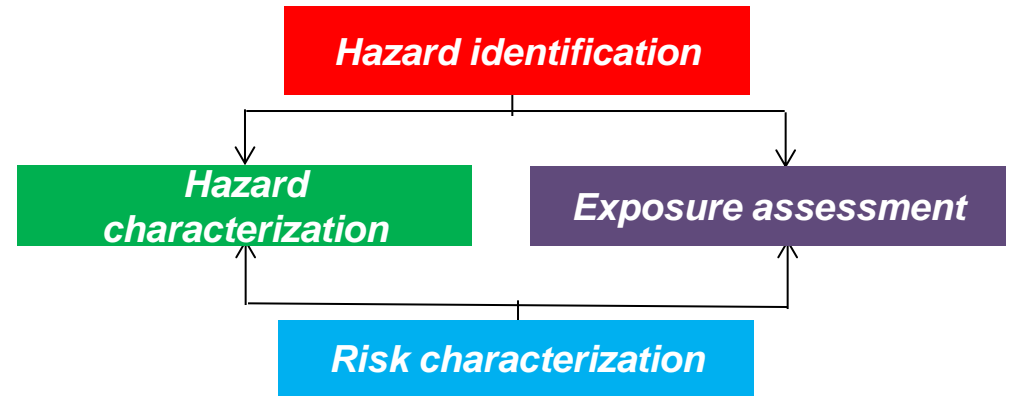 Hazard identification
Hazard
characterization
Exposure assessment
Risk characterization